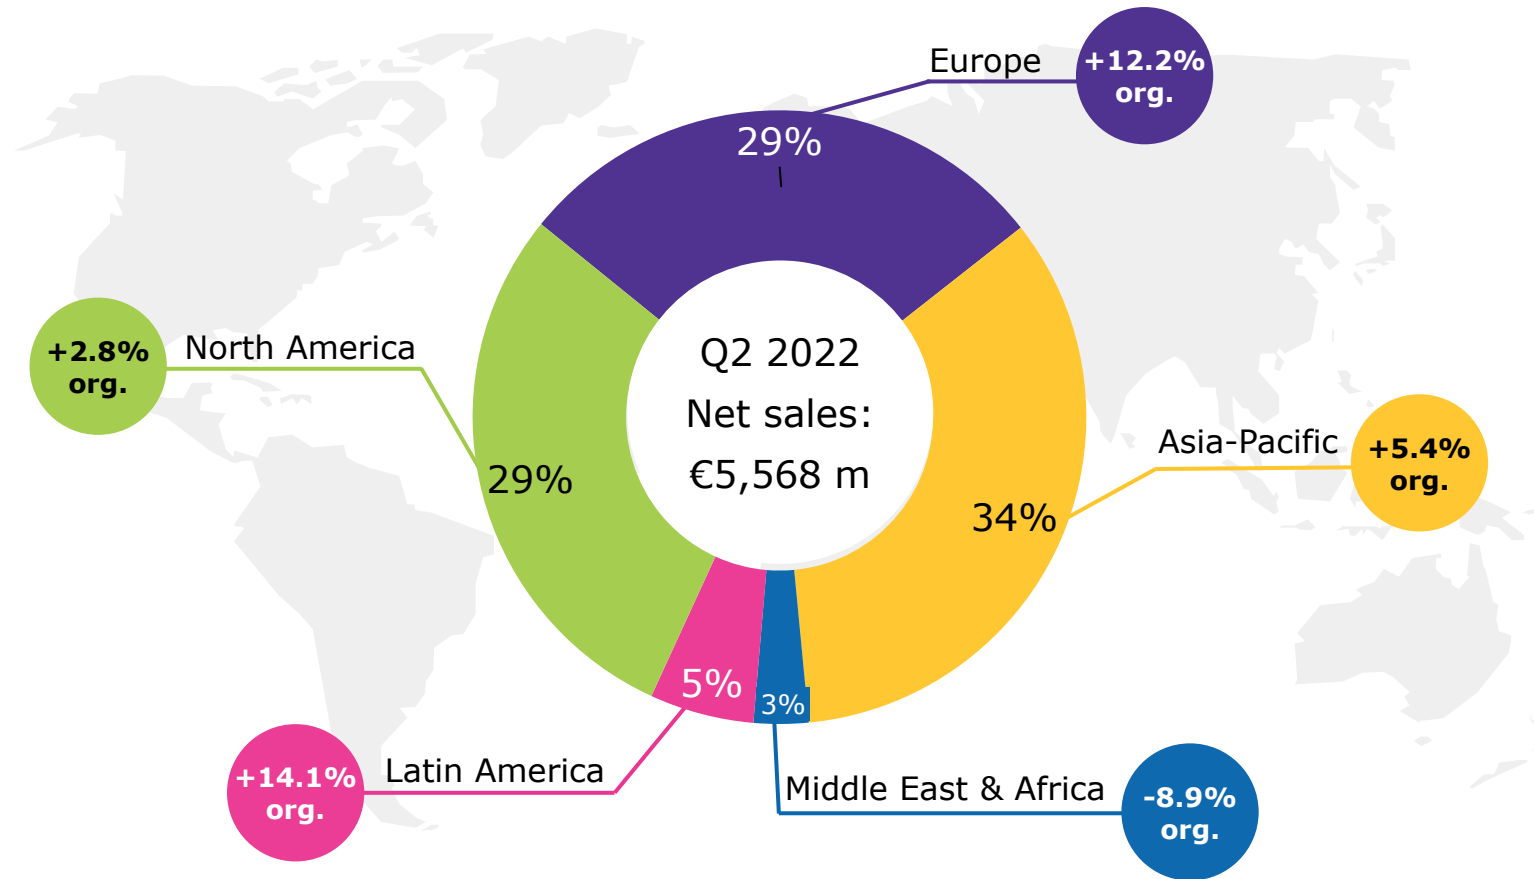 Europe
+12.2%
org.
29%
Q2 2022
Net sales:
€5,568 m
North America
+2.8%
org.
29%
Asia-Pacific
+5.4%
org.
34%
5%
3%
Latin America
+14.1%
org.
Middle East & Africa
-8.9%
org.